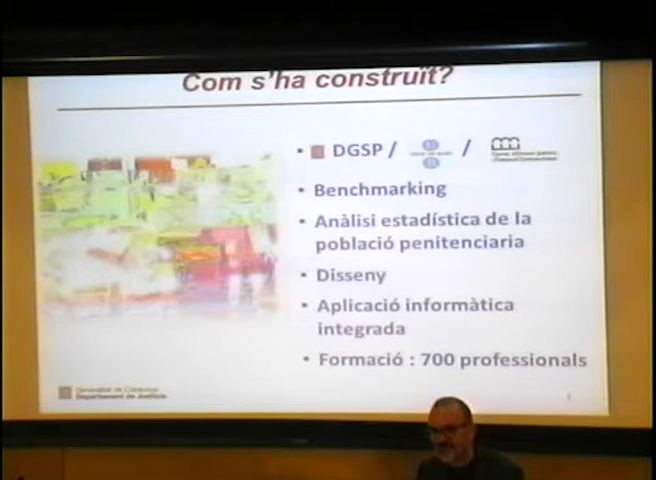 Com s'ha construït?
• DGSP / /
• Benchmarking
• Anàlisi estadística de la
població penitenciaria
• Disseny
• Aplicació informàtica
integrada
• Formació : 700 professionals
Generalitat de Catalunya
Departament de Justícia